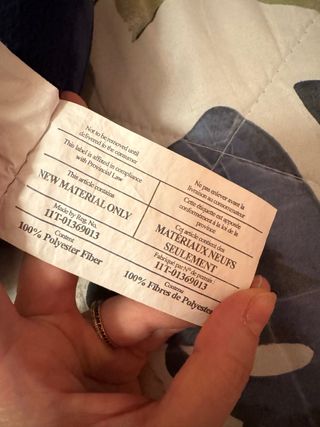 Not to be removed until
delivered to the consumer
This label is affixed in compliance
with Provincial Law
This article contains
NEW MATERIAL ONLY
Made by Reg. No.
11T-01369013
Content
100% Polyester Fiber
Ne pas enlever avant la
livraison au consommateur
Cette étiquette est apposée
conformément à la loi de la
province
Cet article contient des
MATÉRIAUX NEUFS
SEULEMENT
Fabriqué par N° de permis :
11T-01369013
Content
100% Fibres de Polyester